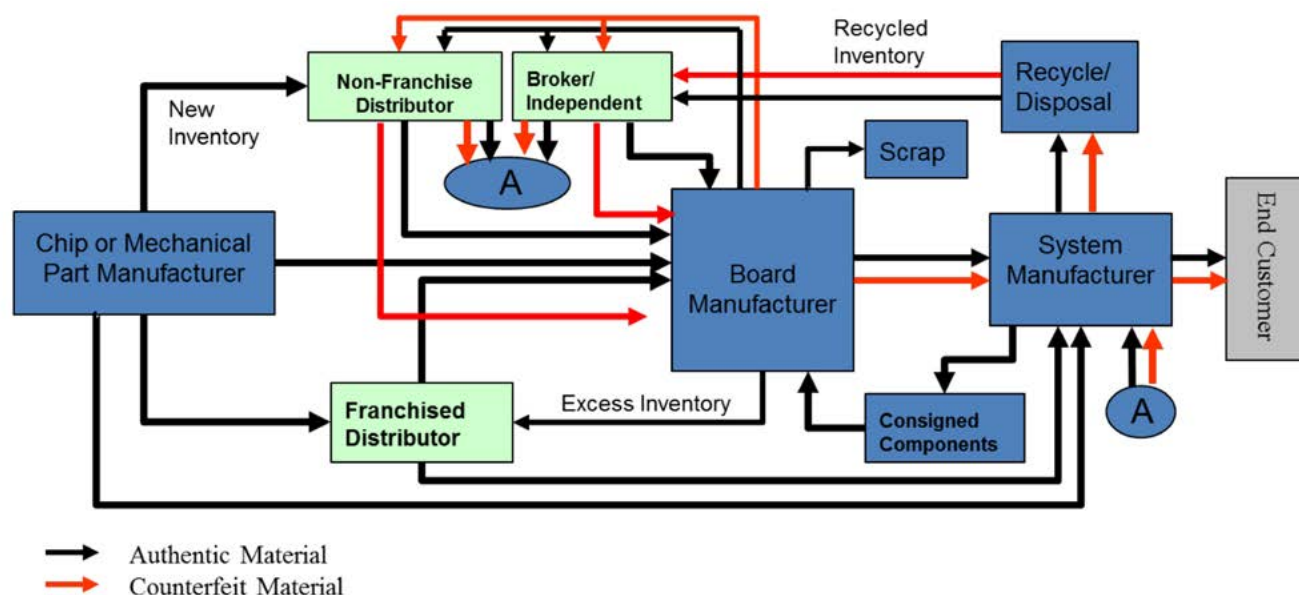 Recycled
Inventory
Non-Franchise
Distributor
Broker/
Independent
Recycle/
Disposal
New
Inventory
A
Scrap
End Customer
Chip or Mechanical
Part Manufacturer
Board
Manufacturer
System
Manufacturer
Franchised
Distributor
Excess Inventory
Consigned
Components
A
Authentic Material
Counterfeit Material